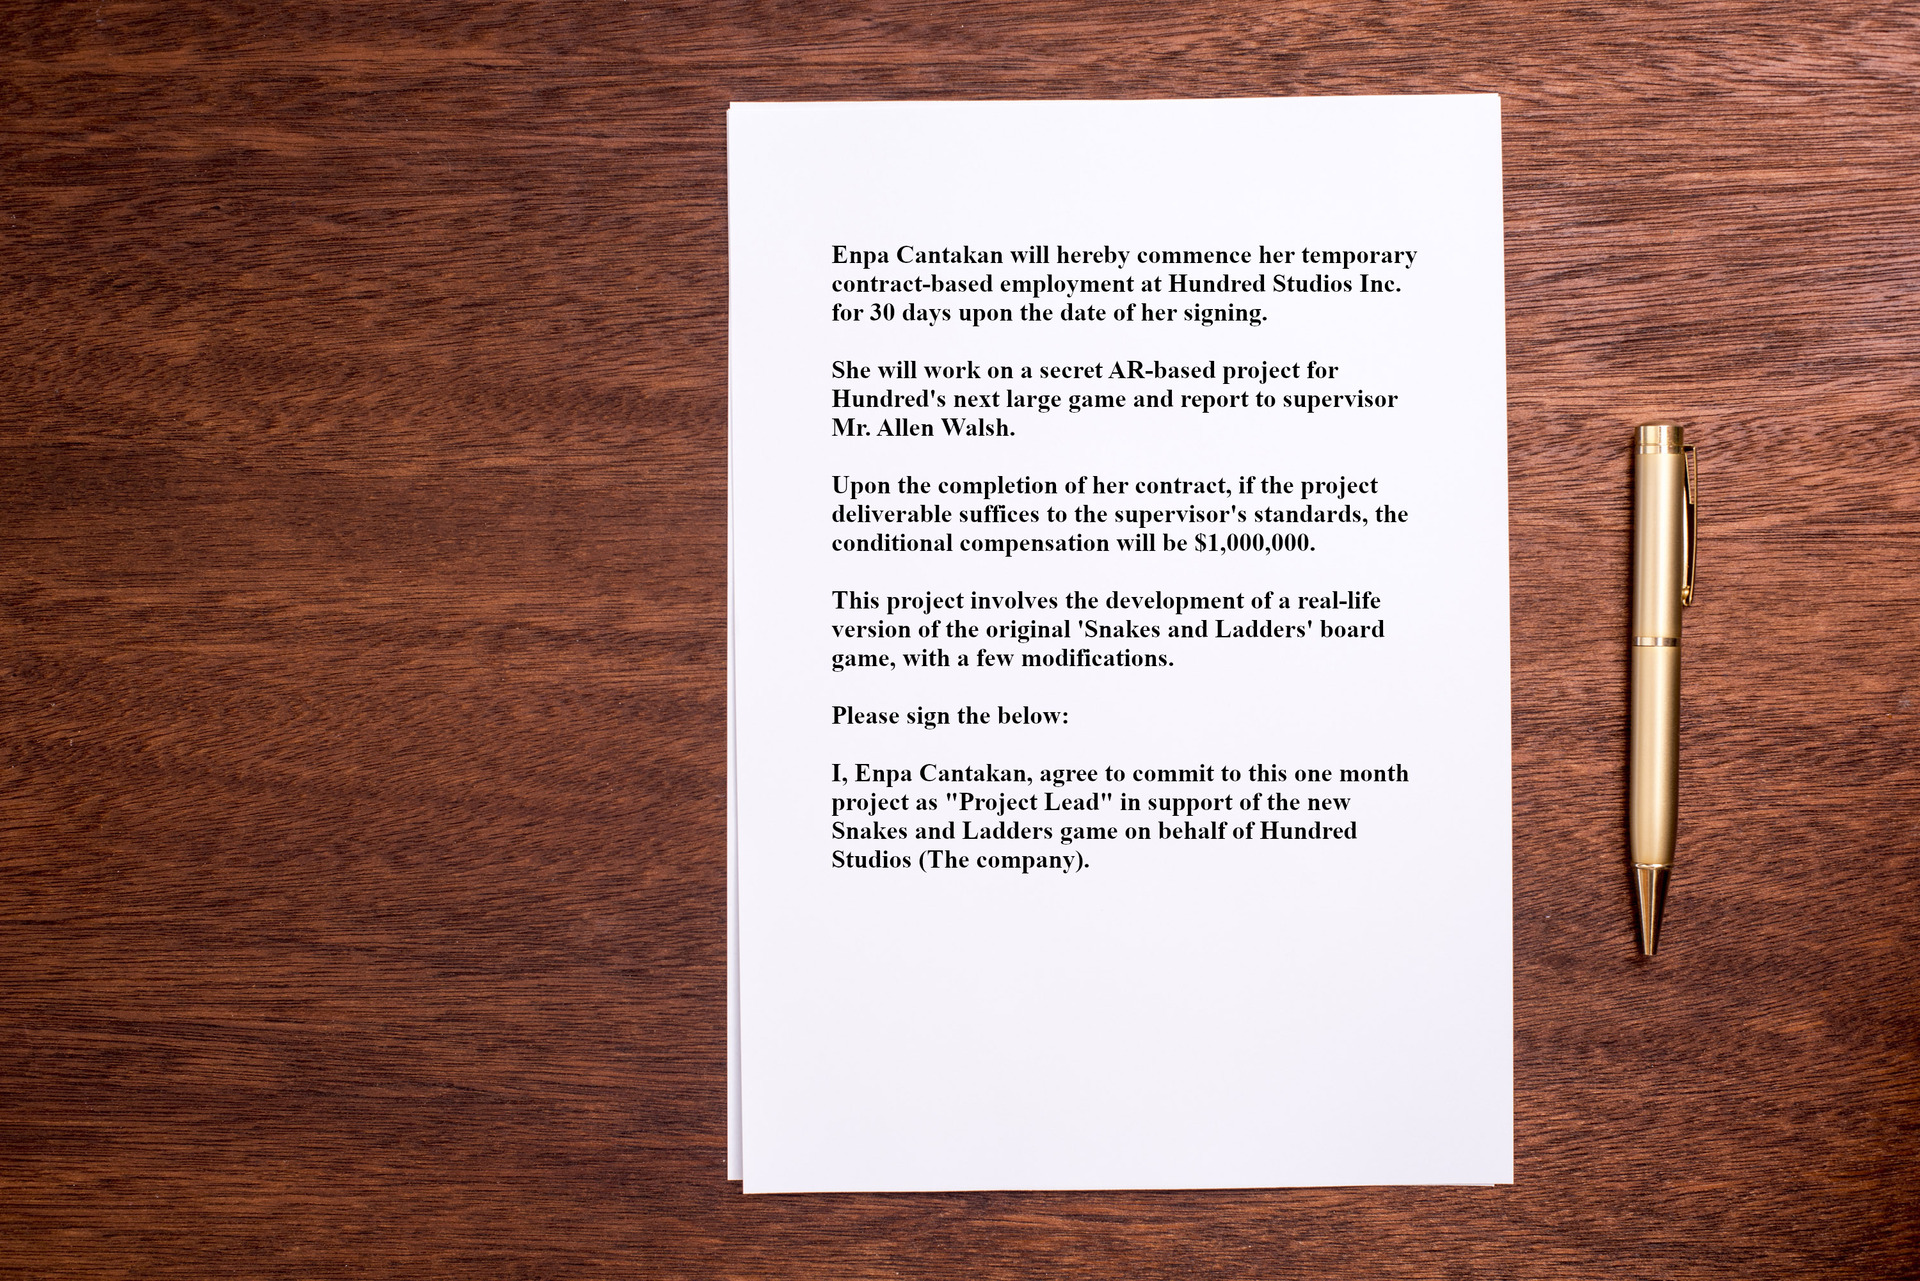 Enpa Cantakan will hereby commence her temporary
contract-based employment at Hundred Studios Inc.
for 30 days upon the date of her signing.
She will work on a secret AR-based project for
Hundred's next large game and report to supervisor
Mr. Allen Walsh.
Upon the completion of her contract, if the project
deliverable suffices to the supervisor's standards, the
conditional compensation will be $1,000,000.
This project involves the development of a real-life
version of the original 'Snakes and Ladders' board
game, with a few modifications.
Please sign the below:
I, Enpa Cantakan, agree to commit to this one month
project as "Project Lead" in support of the new
Snakes and Ladders game on behalf of Hundred
Studios (The company).